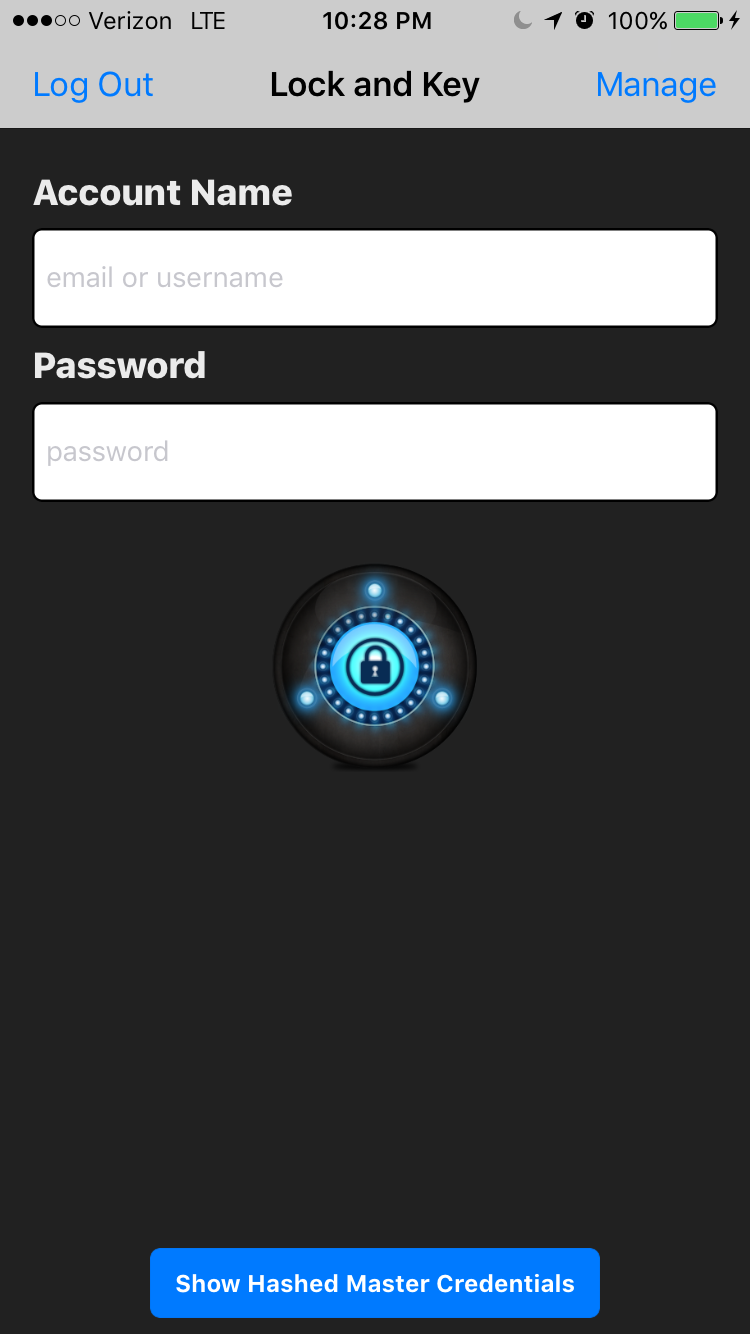 Verizon LTE 10:28 PM 100%
Log Out Lock and Key Manage
Account Name
email or username
Password
password
Show Hashed Master Credentials